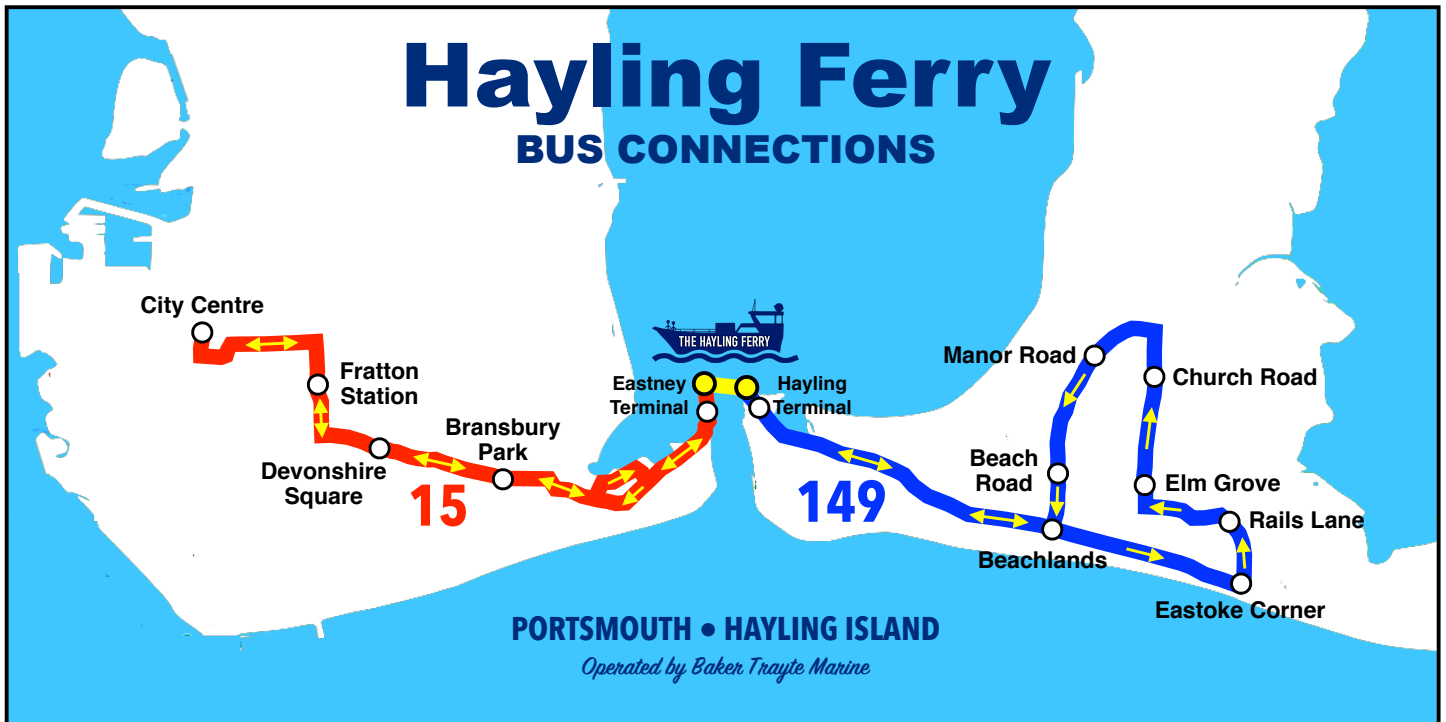 Hayling Ferry
BUS CONNECTIONS
City Centre
Fratton
Station
Devonshire
Square
Bransbury
Park
15
THE HAYLING FERRY
Eastney
Terminal
Hayling
Terminal
149
Manor Road
Church Road
Beach
Road
Elm Grove
Rails Lane
Beachlands
Eastoke Corner
PORTSMOUTH • HAYLING ISLAND
Operated by Baker Trayte Marine